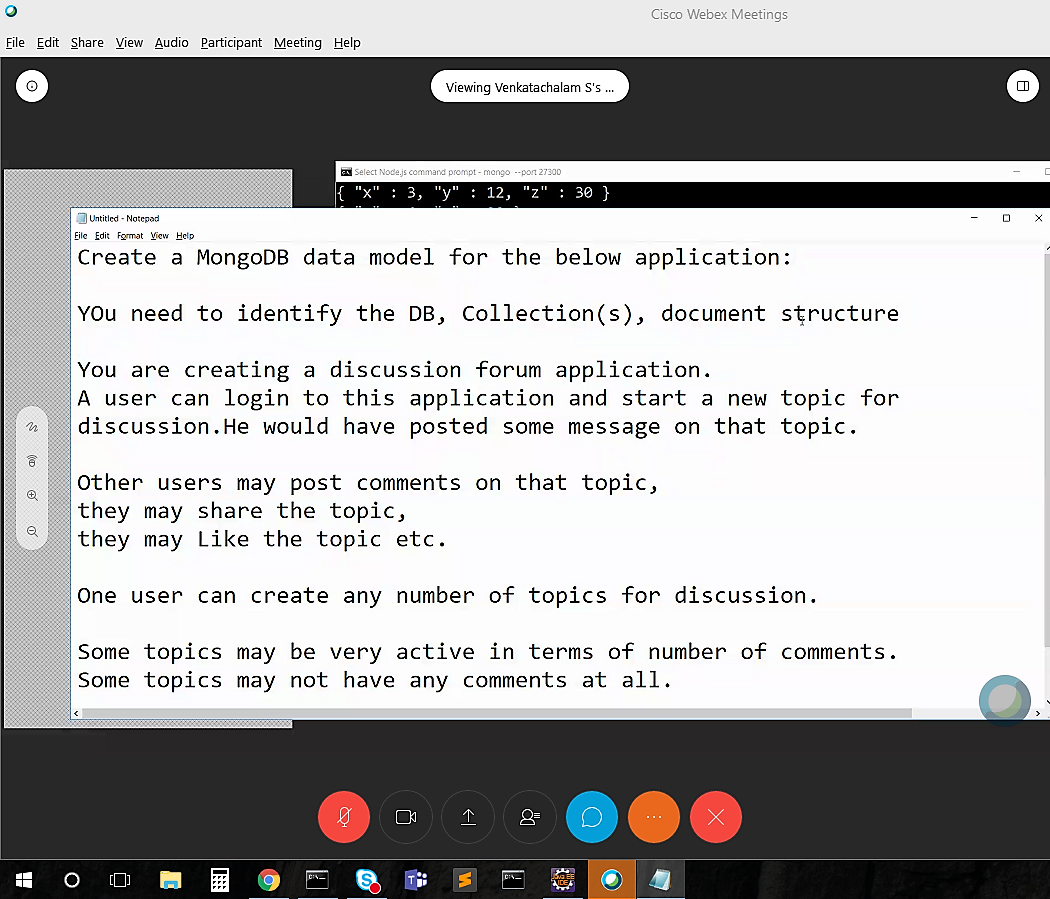 Cisco Webex Meetings
File Edit Share View Audio Participant Meeting Help
Viewing Venkatachalam S's ...
Select Node.js command prompt - mongo --port 27300
{ "x" : 3, "y" : 12, "z" : 30 }
Untitled - Notepad
File Edit Format View Help
Create a MongoDB data model for the below application:
YOu need to identify the DB, Collection(s), document structure
You are creating a discussion forum application.
A user can login to this application and start a new topic for
discussion.He would have posted some message on that topic.
Other users may post comments on that topic,
they may share the topic,
they may Like the topic etc.
One user can create any number of topics for discussion.
Some topics may be very active in terms of number of comments.
Some topics may not have any comments at all.